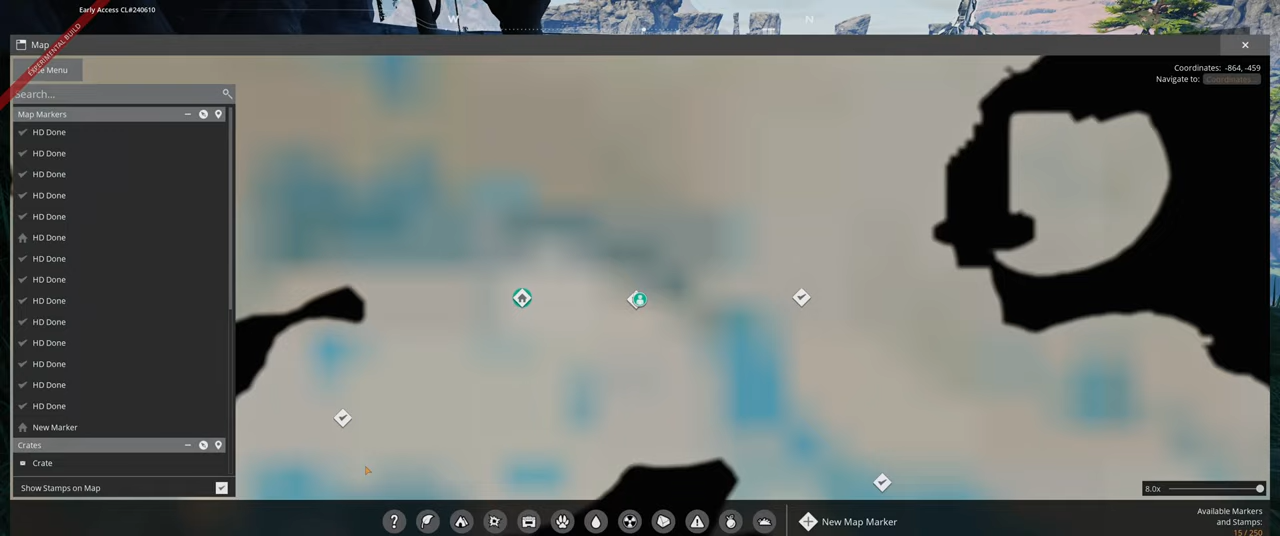 Early Access CL#240610
EXPERIMENTAL BUILD
W
N
Map
Menu
Coordinates: -864, -459
Navigate to: Coordinates...
Search...
Map Markers
HD Done
HD Done
HD Done
HD Done
HD Done
HD Done
HD Done
HD Done
HD Done
HD Done
HD Done
HD Done
HD Done
HD Done
New Marker
Crates
Crate
Show Stamps on Map
8.0x
?
New Map Marker
Available Markers
and Stamps:
15 / 250